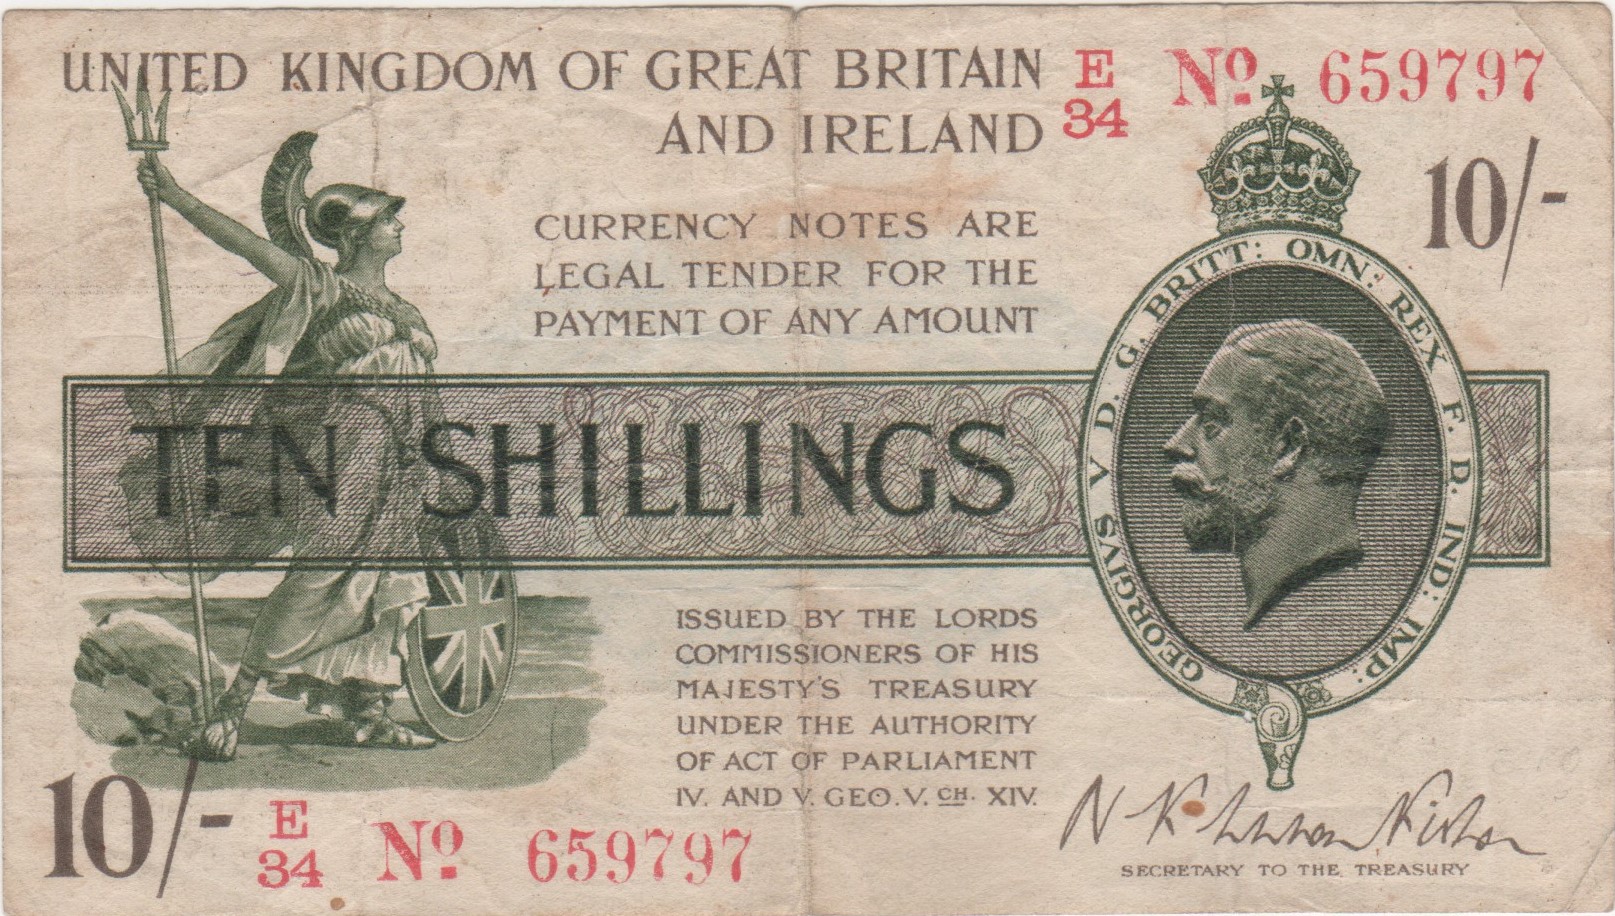 UNITED KINGDOM OF GREAT BRITAIN
AND IRELAND
E
34
Nº 659797
10/-
CURRENCY NOTES ARE
LEGAL TENDER FOR THE
PAYMENT OF ANY AMOUNT
GEORGIVS V D. G. BRITT: OMN: REX F. D. IND: IMP:
TEN SHILLINGS
ISSUED BY THE LORDS
COMMISSIONERS OF HIS
MAJESTY'S TREASURY
UNDER THE AUTHORITY
OF ACT OF PARLIAMENT
IV. AND V. GEO. V. CH. XIV.
10/-
E
34
Nº 659797
SECRETARY TO THE TREASURY